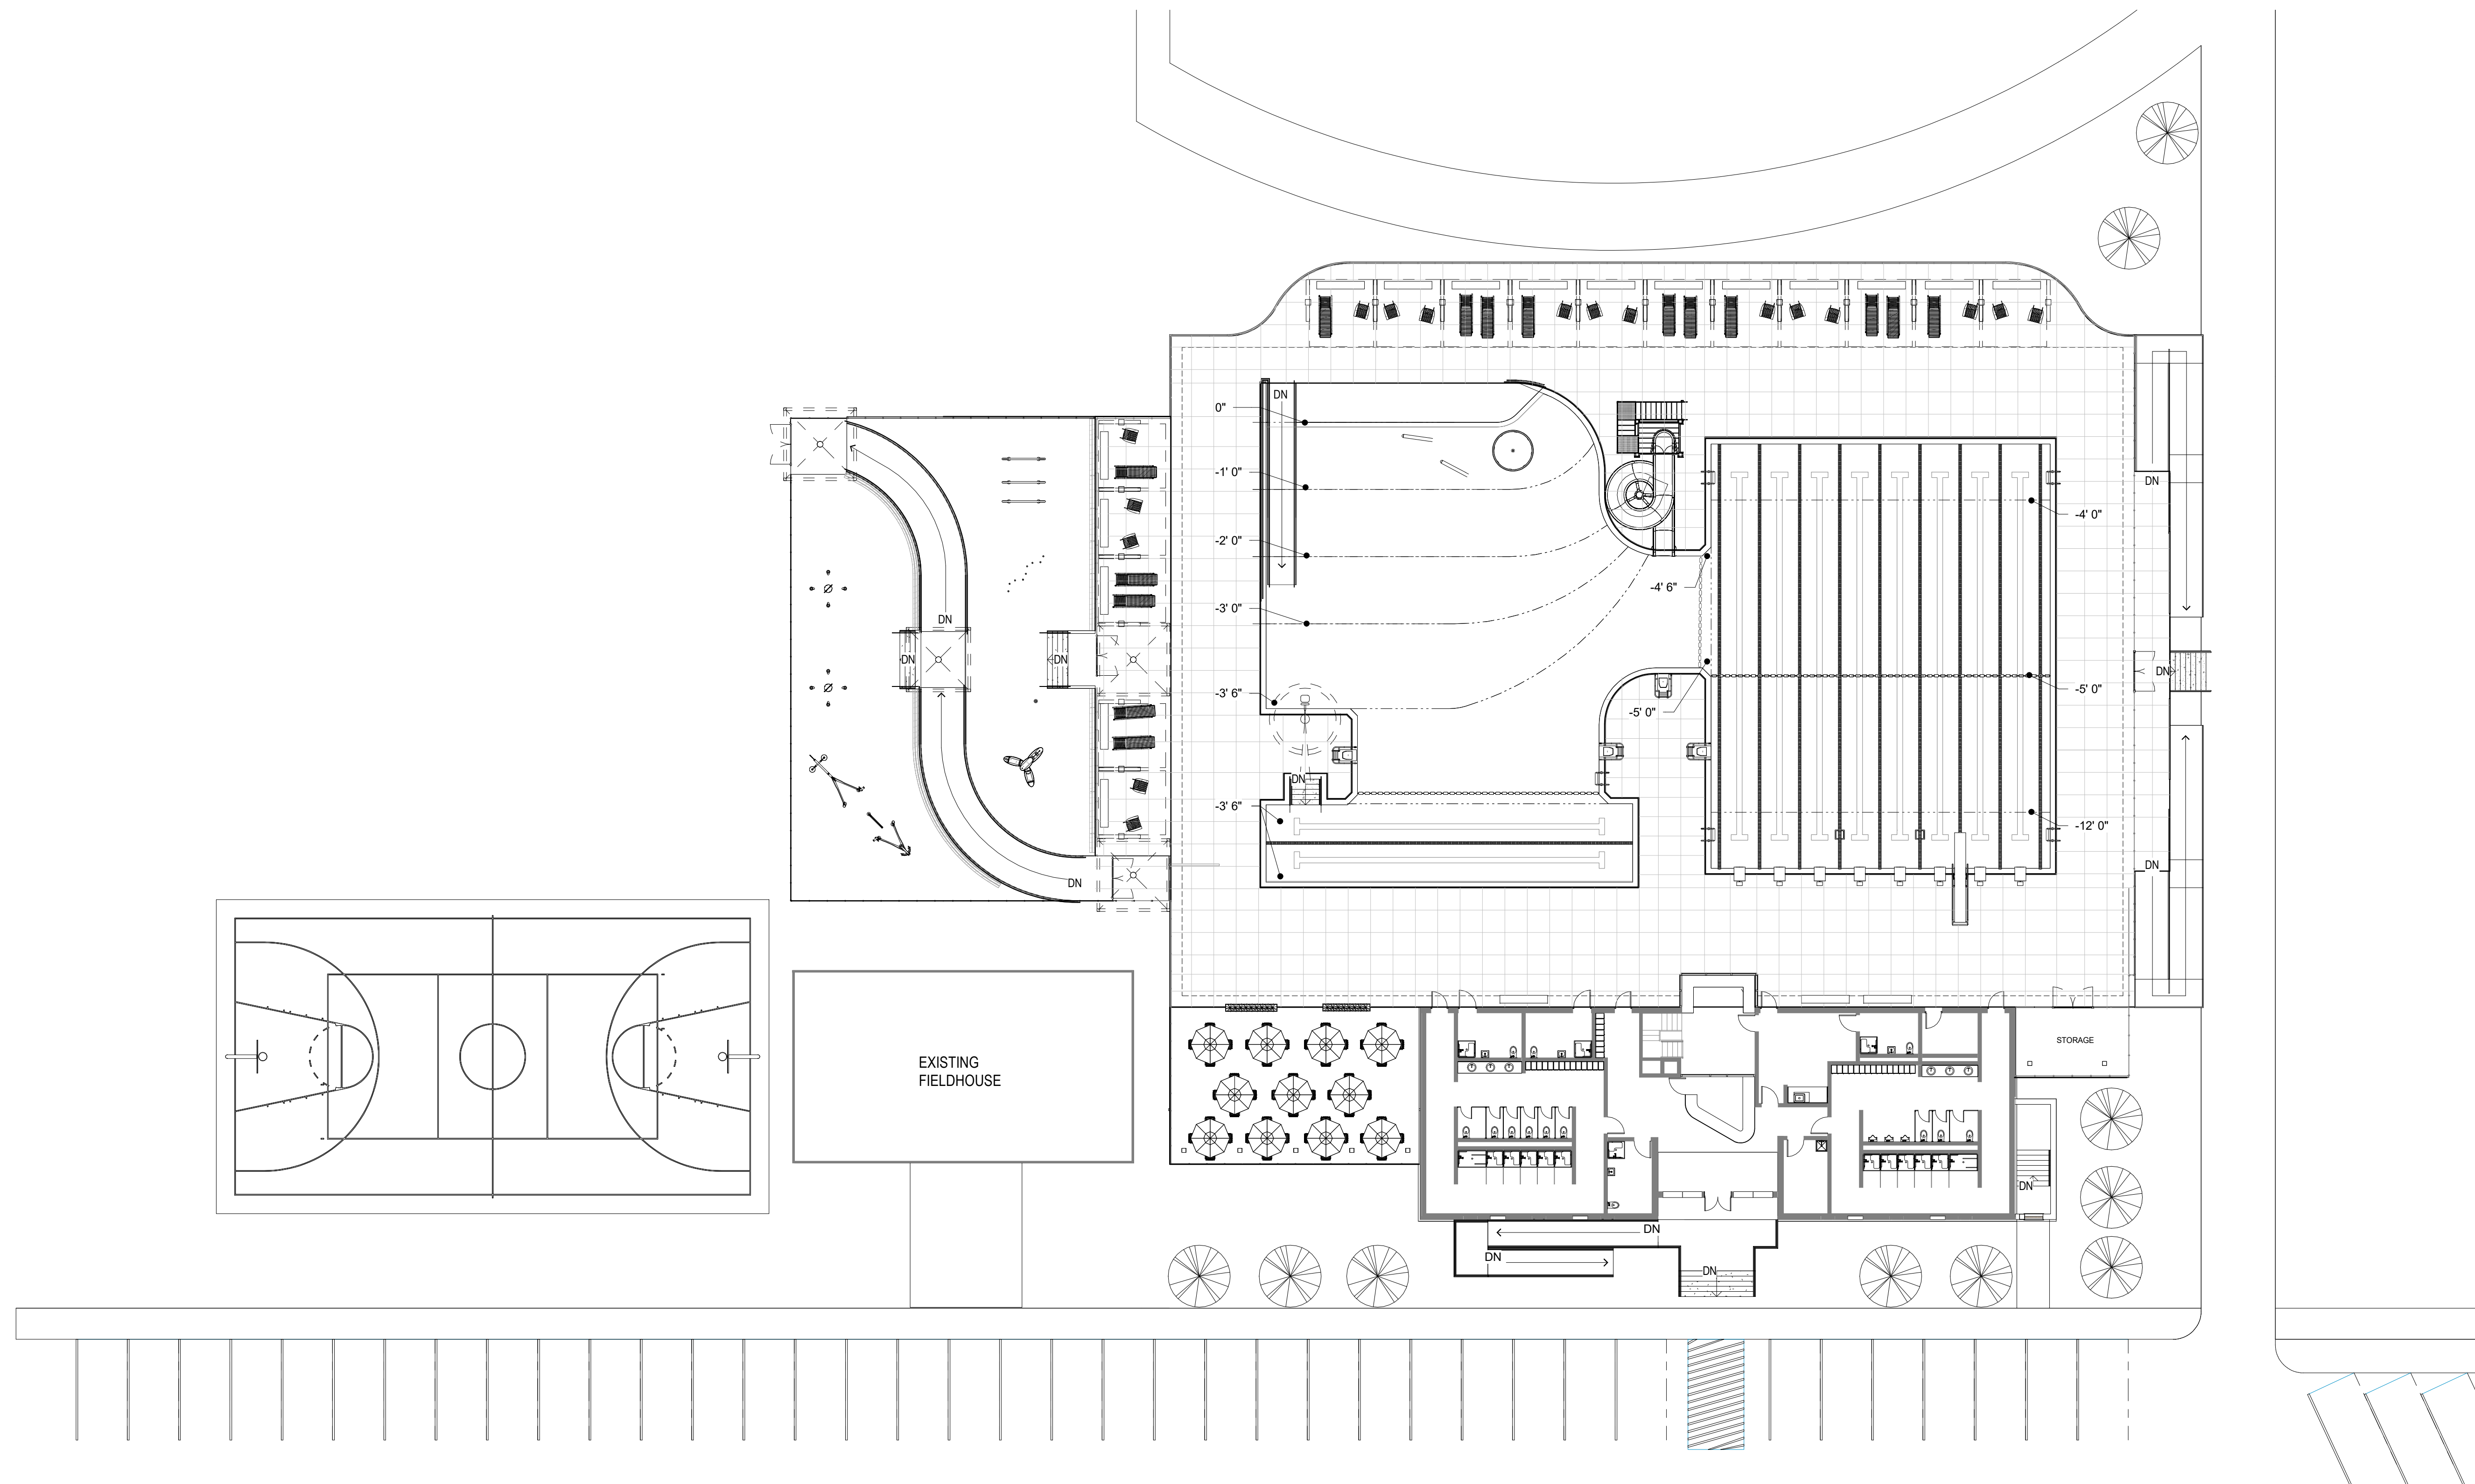 DN
0"
-1' 0"
-2' 0"
-3' 0"
-3' 6"
-3' 6"
DN
-4' 6"
-5' 0"
-4' 0"
-5' 0"
-12' 0"
DN
DN
DN
DN
DN
DN
DN
EXISTING
FIELDHOUSE
STORAGE
DN
DN
DN
DN